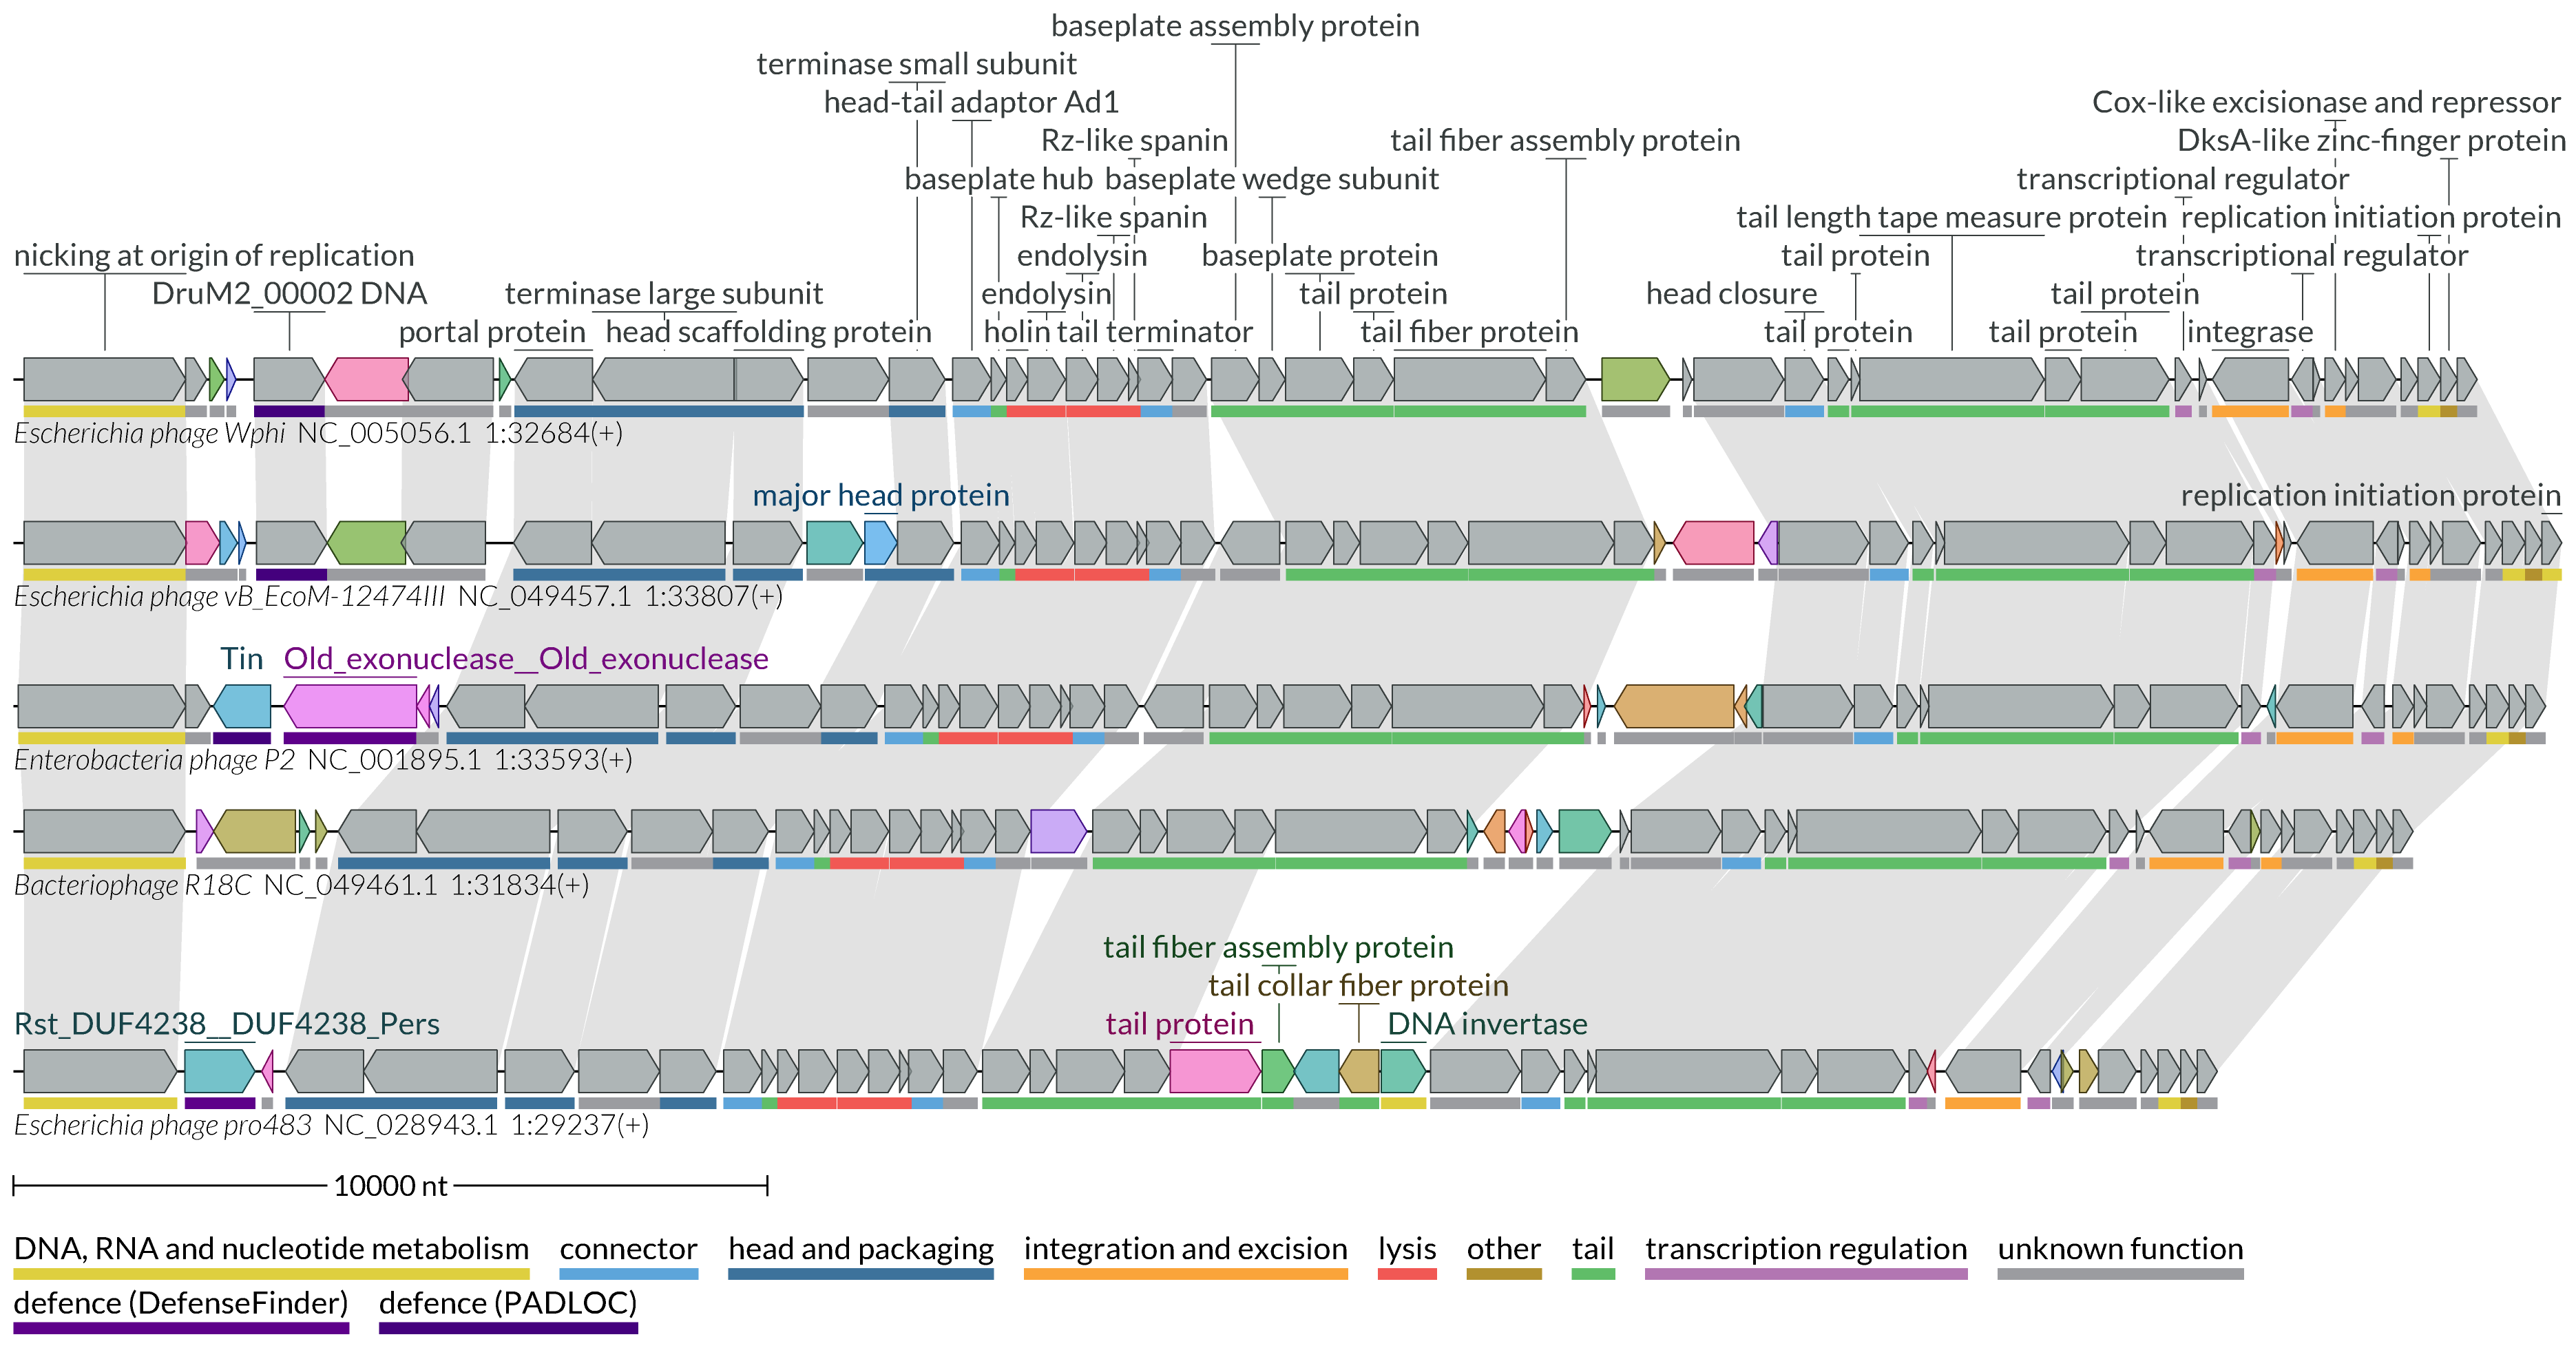 baseplate assembly protein
terminase small subunit
head-tail adaptor Ad1
Cox-like excisionase and repressor
Rz-like spanin
tail fiber assembly protein
DksA-like zinc-finger protein
baseplate hub
baseplate wedge subunit
transcriptional regulator
Rz-like spanin
tail length tape measure protein
replication initiation protein
nicking at origin of replication
endolysin
baseplate protein
tail protein
transcriptional regulator
DruM2_00002 DNA
terminase large subunit
endolysin
tail protein
head closure
tail protein
portal protein
head scaffolding protein
holin
tail terminator
tail fiber protein
tail protein
tail protein
integrase
Escherichia phage Wphi NC_005056.1 1:32684(+)
major head protein
replication initiation protein
Escherichia phage vB_EcoM-12474III NC_049457.1 1:33807(+)
Tin
Old_exonuclease__Old_exonuclease
Enterobacteria phage P2 NC_001895.1 1:33593(+)
Bacteriophage R18C NC_049461.1 1:31834(+)
tail fiber assembly protein
tail collar fiber protein
Rst_DUF4238__DUF4238_Pers
tail protein
DNA invertase
Escherichia phage pro483 NC_028943.1 1:29237(+)
10000 nt
DNA, RNA and nucleotide metabolism
connector
head and packaging
integration and excision
lysis
other
tail
transcription regulation
unknown function
defence (DefenseFinder)
defence (PADLOC)